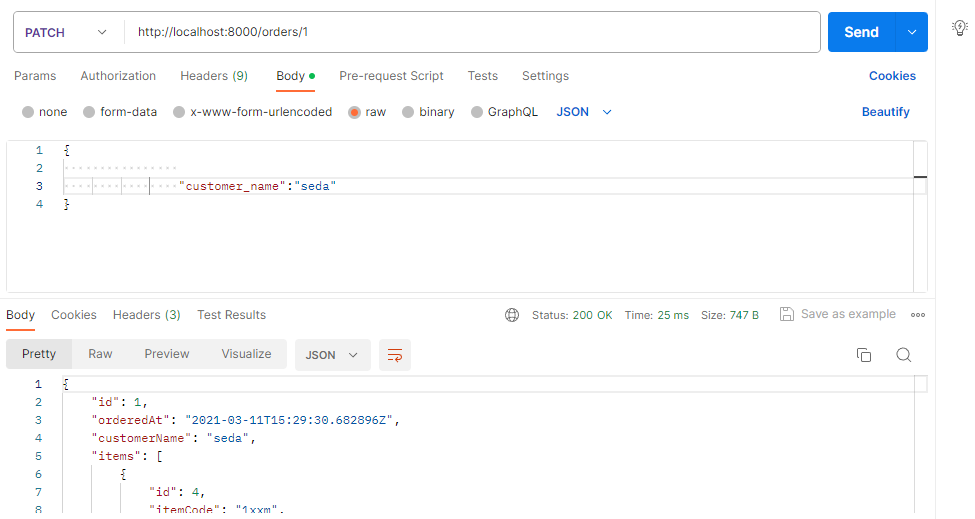 PATCH http://localhost:8000/orders/1 Send
Params Authorization Headers (9) Body Pre-request Script Tests Settings Cookies
none form-data x-www-form-urlencoded raw binary GraphQL JSON Beautify
1 {
2
3 "customer_name":"seda"
4 }
Body Cookies Headers (3) Test Results Status: 200 OK Time: 25 ms Size: 747 B Save as example
Pretty Raw Preview Visualize JSON
1 {
2 "id": 1,
3 "orderedAt": "2021-03-11T15:29:30.682896Z",
4 "customerName": "seda",
5 "items": [
6 {
7 "id": 4,
8 "itemCode": "1xxm",